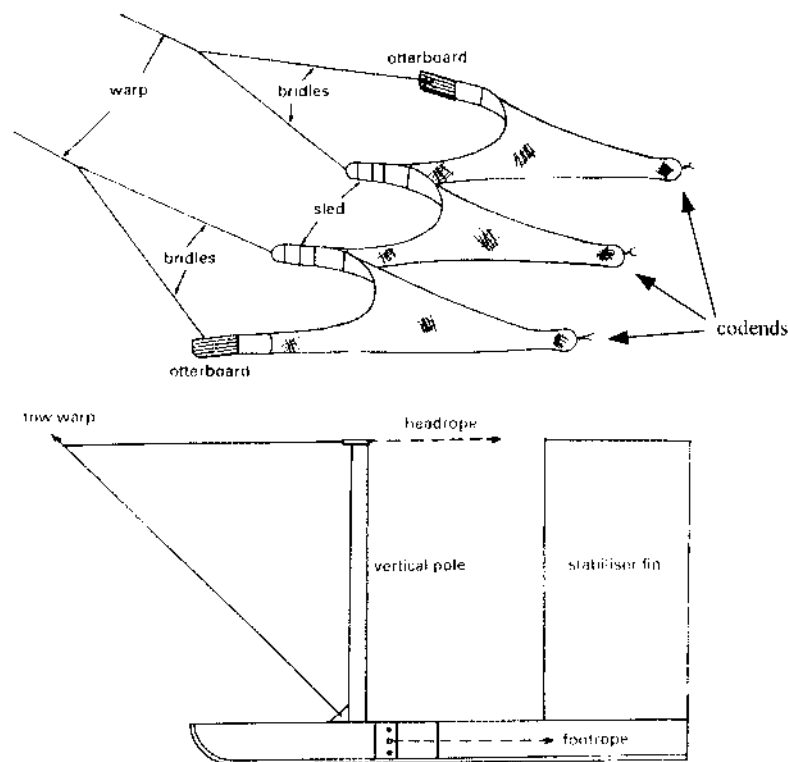 otterboard
warp
bridles
sled
bridles
codends
otterboard
tow warp
headrope
vertical pole
stabiliser fin
footrope